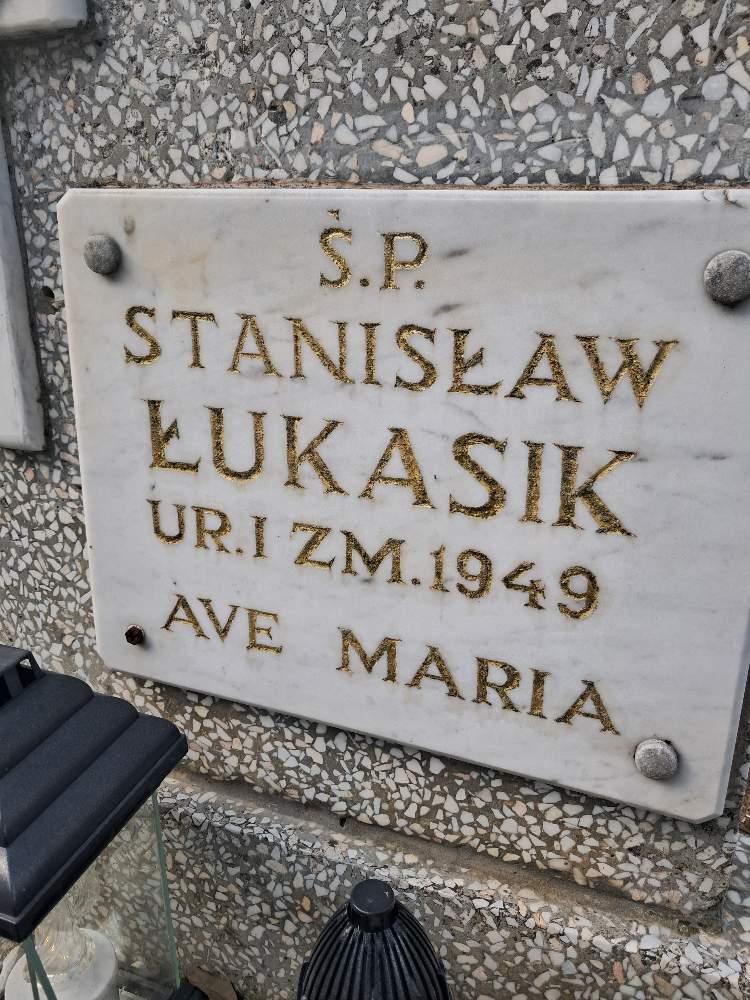 Ś.P.
STANISŁAW
ŁUKASIK
UR. I ZM. 1949
AVE MARIA